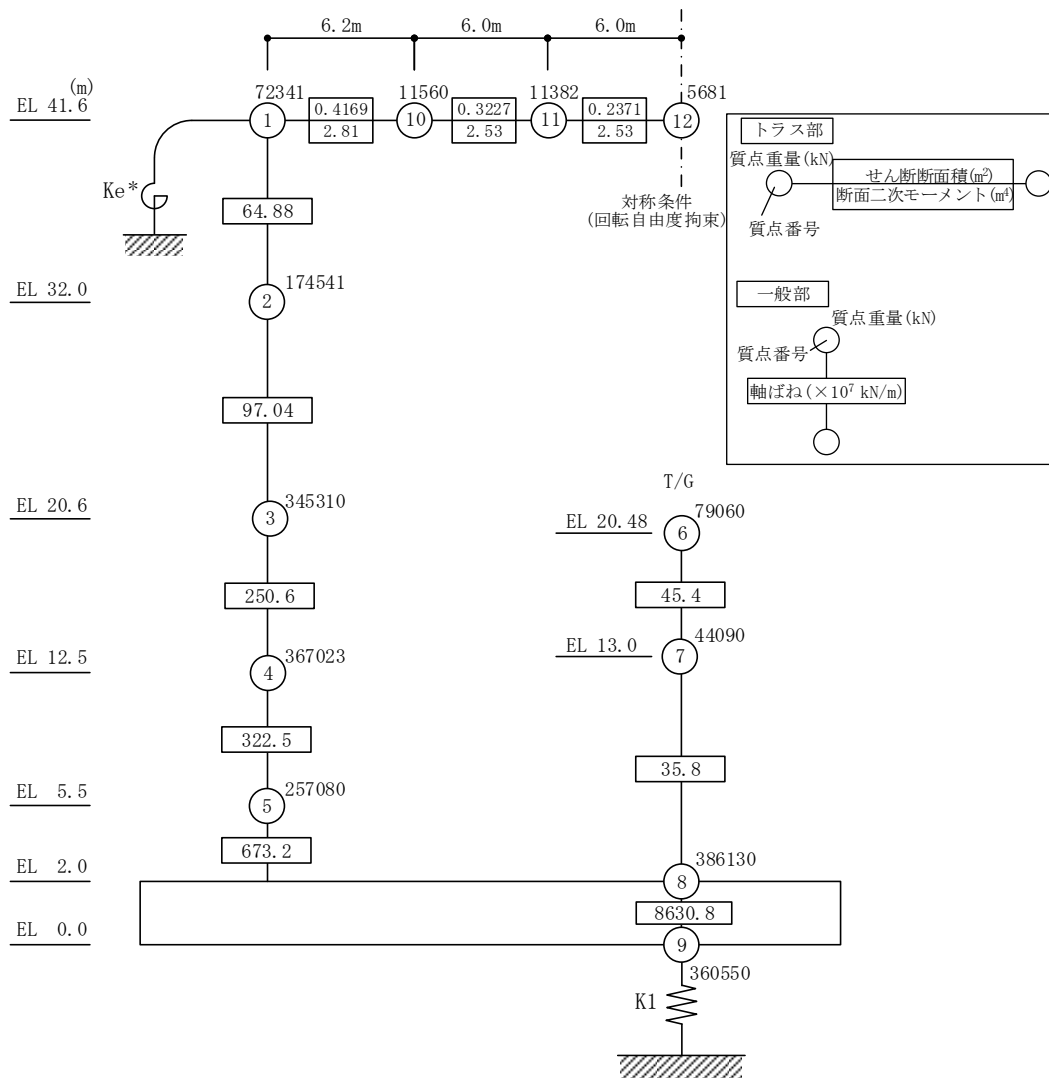 6.2m 6.0m 6.0m
(m)
EL 41.6
72341 11560 11382 5681
1 10 11 12
0.4169 0.3227 0.2371
2.81 2.53 2.53
Ke*
対称条件
(回転自由度拘束)
64.88
EL 32.0
174541
2
97.04
EL 20.6
345310
3
250.6
EL 12.5
367023
4
322.5
EL 5.5
257080
5
673.2
EL 2.0
EL 0.0
T/G
EL 20.48
79060
6
45.4
EL 13.0
44090
7
35.8
386130
8
8630.8
9
360550
K1
トラス部
質点重量(kN)
せん断断面積(m²)
断面二次モーメント(m⁴)
質点番号
一般部
質点重量(kN)
質点番号
軸ばね(×10⁷ kN/m)